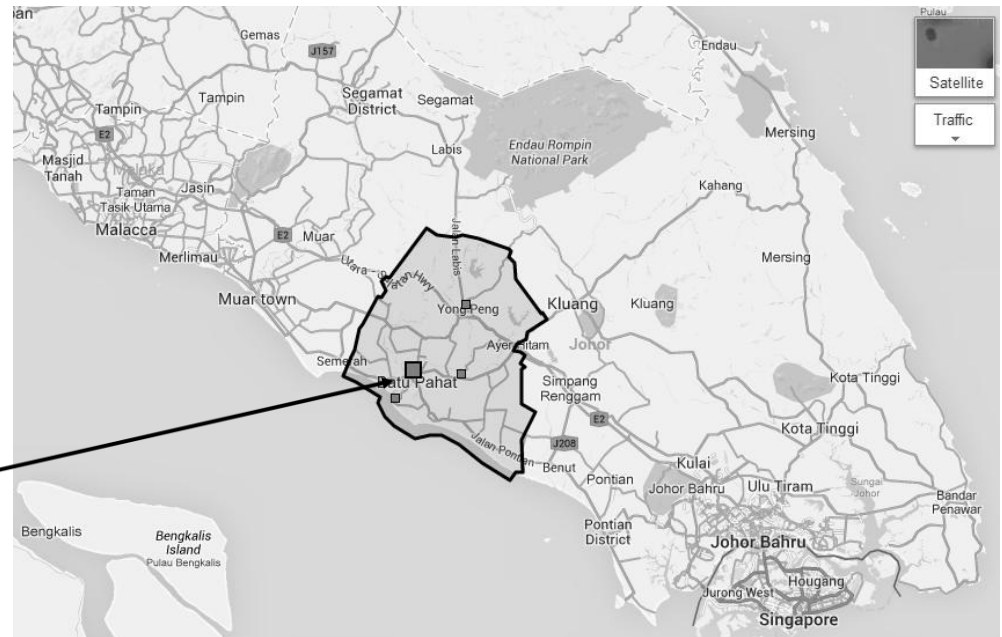 Pulau
Satellite
Traffic
Gemas
J157
Endau
Tampin
Tampin
Segamat
District
Segamat
E2
Mersing
Labis
Endau Rompin
National Park
Masjid
Tanah
Melaka
Taman
Tasik Utama
Jasin
Kahang
Malacca
E2
Muar
Jalan Labis
Merlimau
Mersing
Muar town
Kluang
Kluang
Yong Peng
Johor
Semerah
Ayer Hitam
Batu Pahat
Simpang
Renggam
Kota Tinggi
E2
Kota Tinggi
Jalan Pontian
J208
Benut
Kulai
Pontian
Johor Bahru
Ulu Tiram
Sungai
Johor
Bandar
Penawar
Bengkalis
Bengkalis
Island
Pulau Bengkalis
Pontian
District
Johor Bahru
Jurong West
Hougang
Singapore